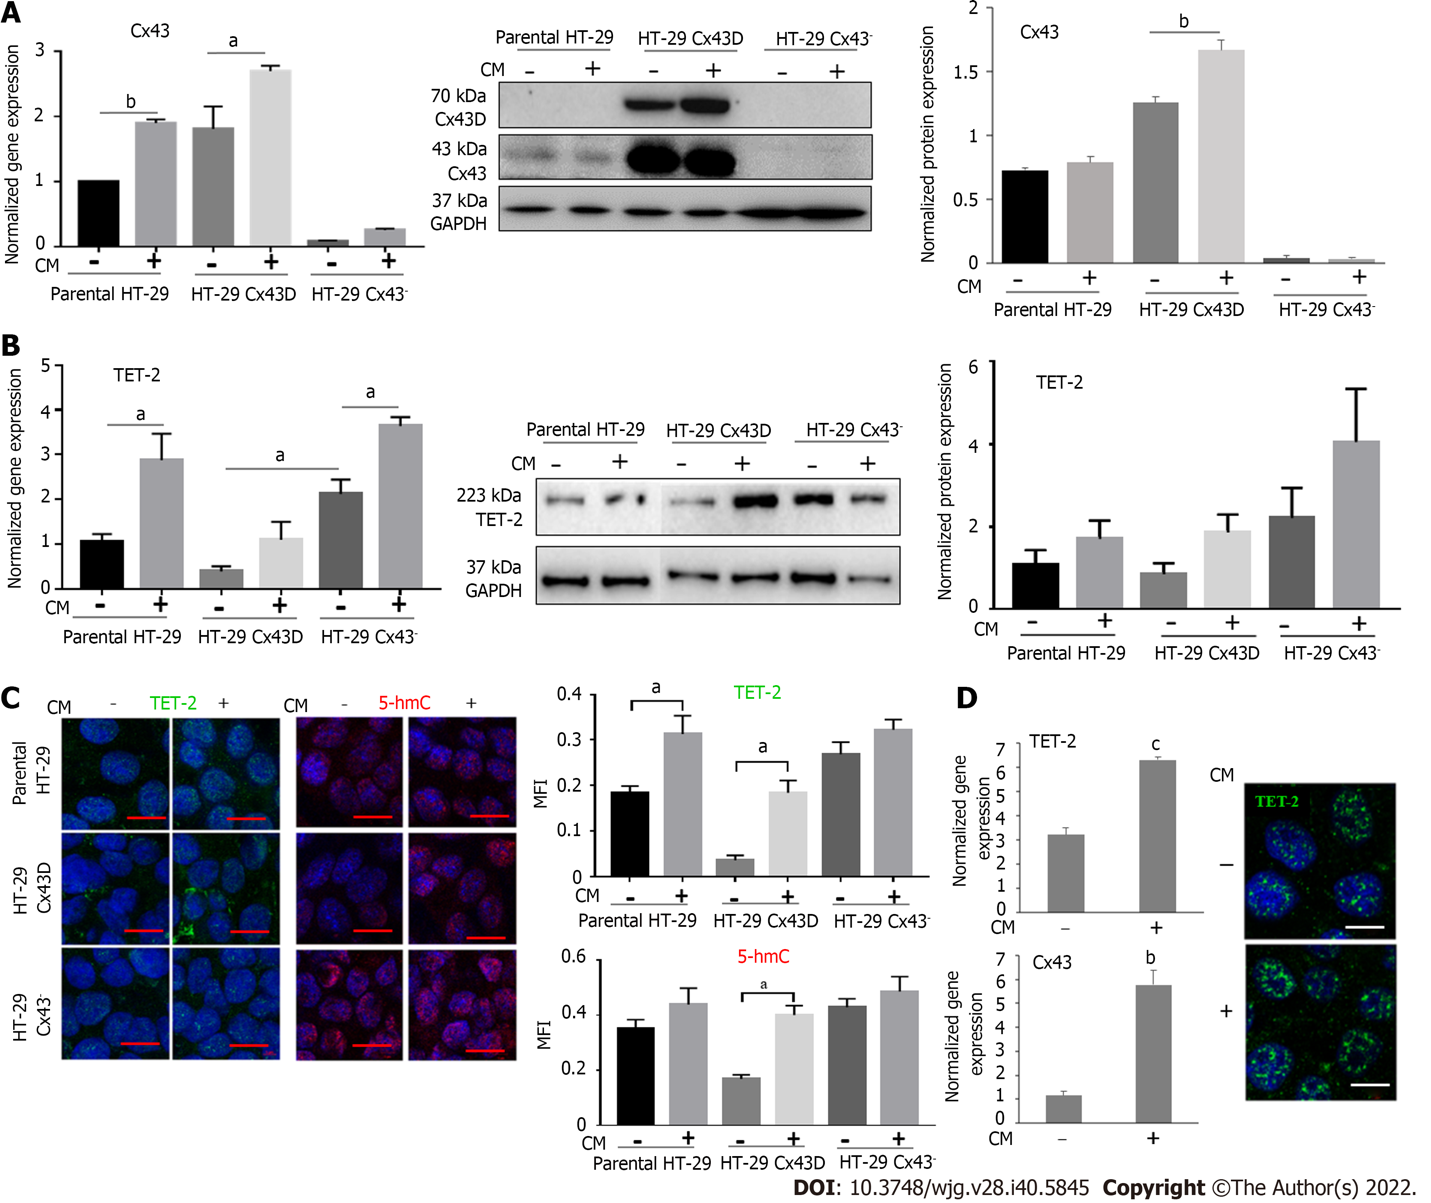 A
Cx43
Normalized gene expression
3
2
1
0
b
a
CM
- + - + - +
Parental HT-29 HT-29 Cx43D HT-29 Cx43-
Parental HT-29 HT-29 Cx43D HT-29 Cx43-
CM - + - + - +
70 kDa
Cx43D
43 kDa
Cx43
37 kDa
GAPDH
Cx43
Normalized protein expression
2
1.5
1
0.5
0
b
CM
- + - + - +
Parental HT-29 HT-29 Cx43D HT-29 Cx43-
B
TET-2
Normalized gene expression
5
4
3
2
1
0
a
a
a
CM - + - + - +
Parental HT-29 HT-29 Cx43D HT-29 Cx43-
Parental HT-29 HT-29 Cx43D HT-29 Cx43-
CM - + - + - +
223 kDa
TET-2
37 kDa
GAPDH
TET-2
Normalized protein expression
6
4
2
0
CM - + - + - +
Parental HT-29 HT-29 Cx43D HT-29 Cx43-
C
CM - TET-2 +
CM - 5-hmC +
Parental
HT-29
HT-29
Cx43D
HT-29
Cx43-
TET-2
MFI
0.4
0.3
0.2
0.1
0
a
a
CM - + - + - +
Parental HT-29 HT-29 Cx43D HT-29 Cx43-
5-hmC
MFI
0.6
0.4
0.2
0
a
CM - + - + - +
Parental HT-29 HT-29 Cx43D HT-29 Cx43-
D
TET-2
Normalized gene
expression
7
6
5
4
3
2
1
0
c
CM - +
Cx43
Normalized gene
expression
7
6
5
4
3
2
1
0
b
CM - +
CM
TET-2
–
+
DOI: 10.3748/wjg.v28.i40.5845 Copyright ©The Author(s) 2022.